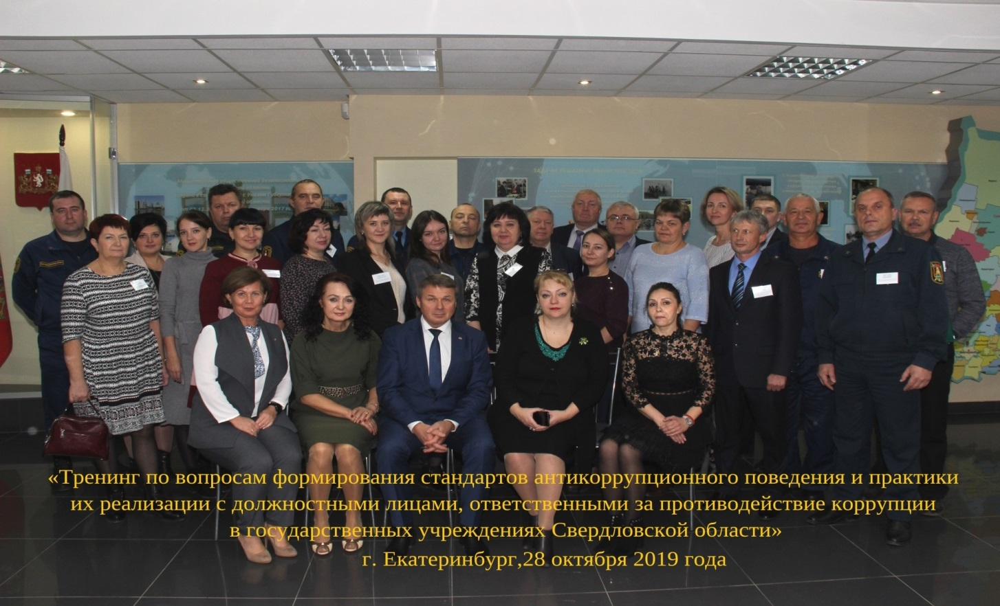 «Тренинг по вопросам формирования стандартов антикоррупционного поведения и практики
их реализации с должностными лицами, ответственными за противодействие коррупции
в государственных учреждениях Свердловской области»
г. Екатеринбург,28 октября 2019 года